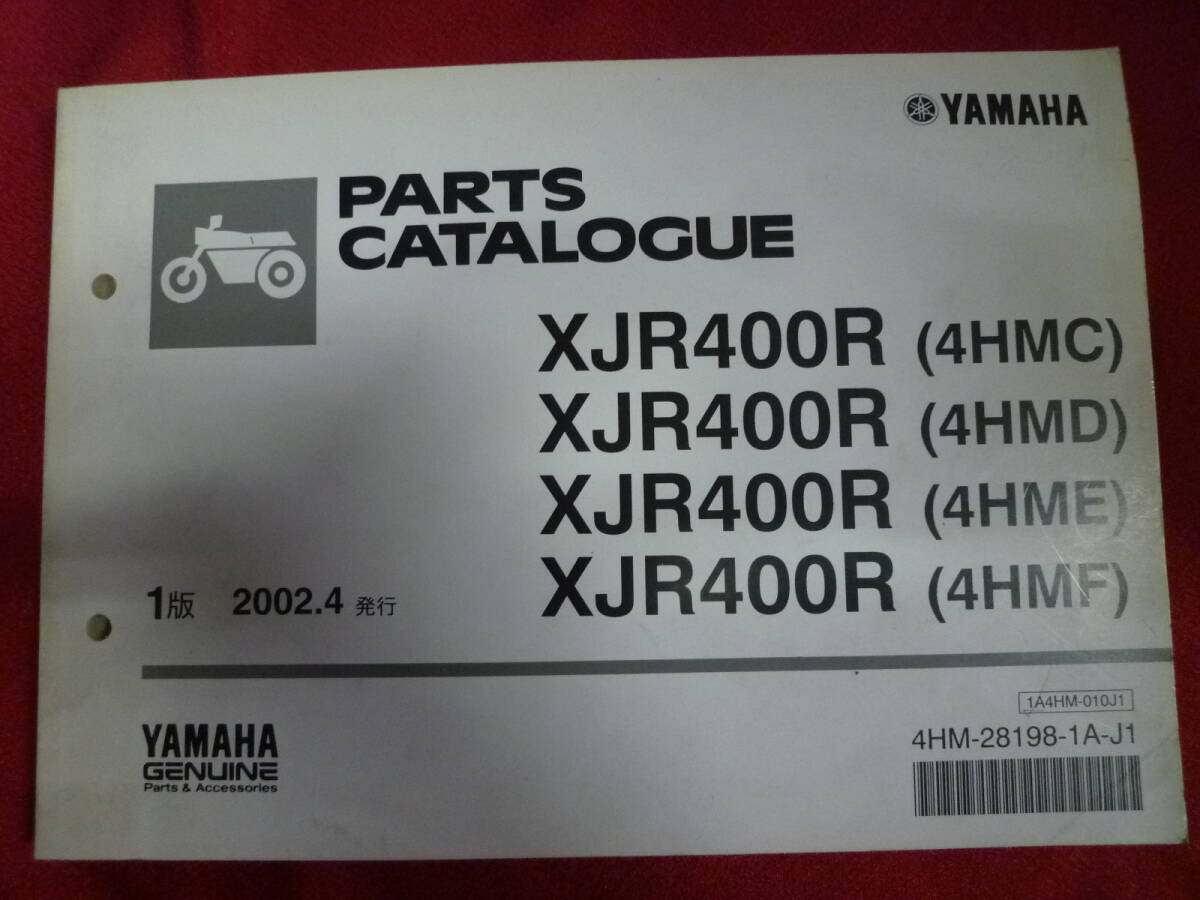 YAMAHA
PARTS
CATALOGUE
XJR400R (4HMC)
XJR400R (4HMD)
XJR400R (4HME)
XJR400R (4HMF)
1版 2002.4 発行
1A4HM-010J1
4HM-28198-1A-J1
YAMAHA
GENUINE
Parts & Accessories